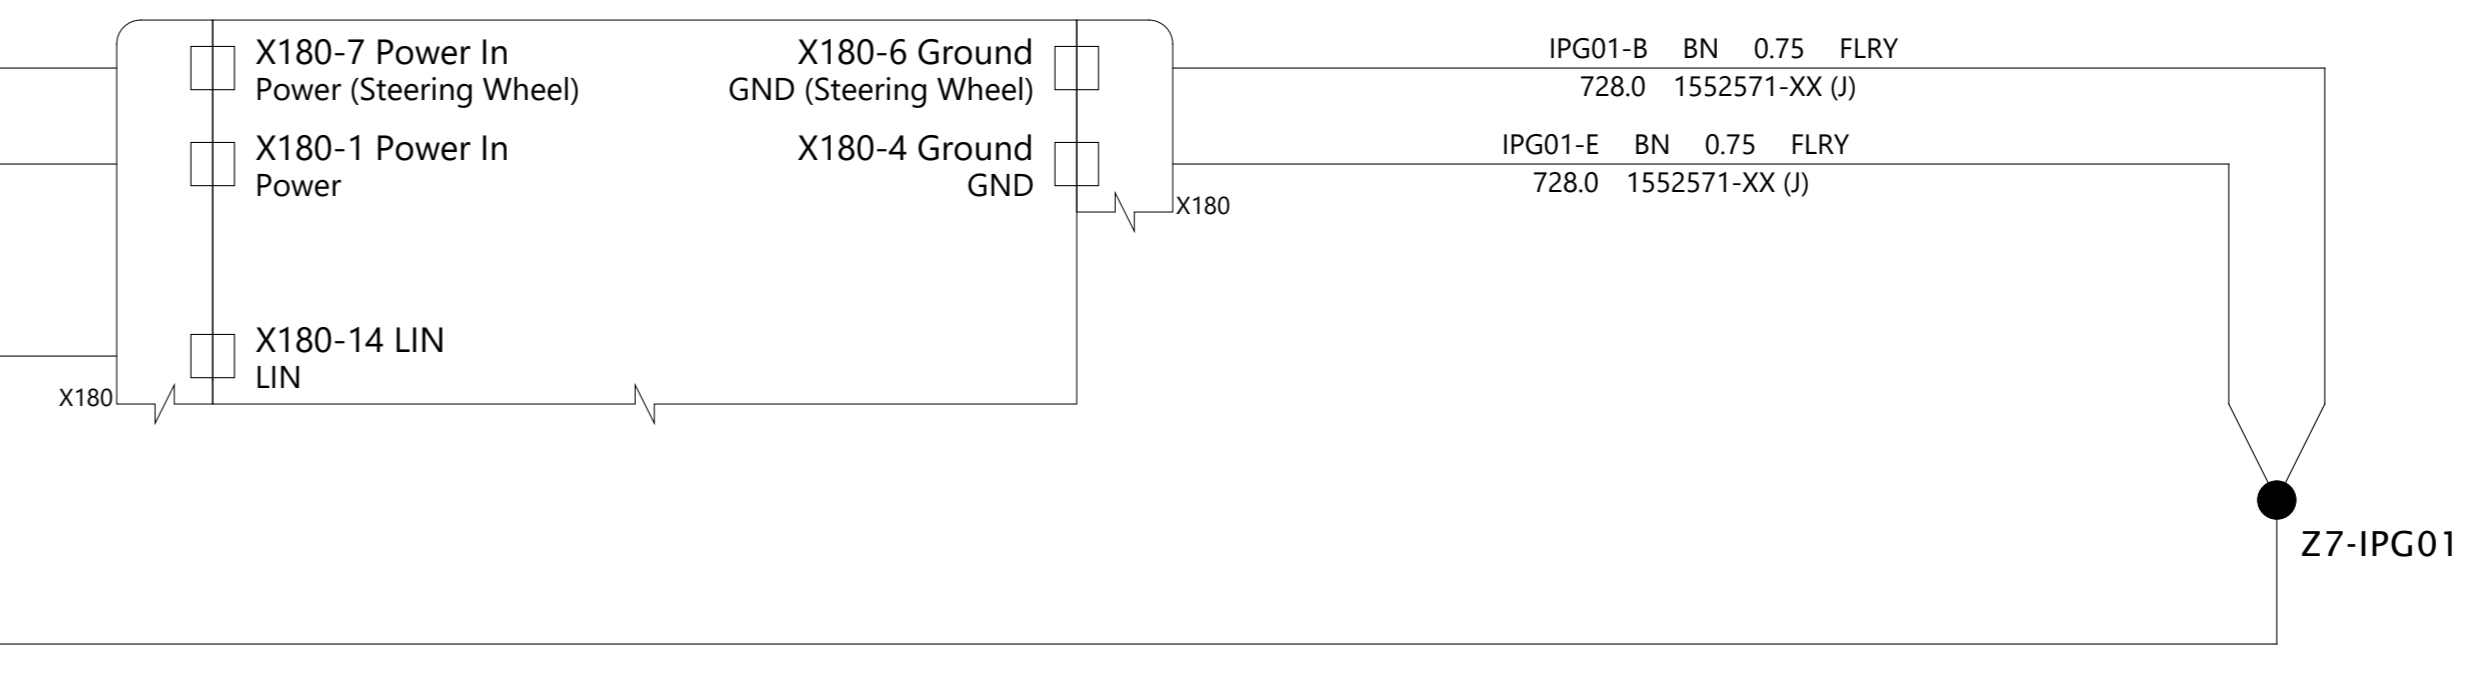 X180-7 Power In
Power (Steering Wheel)
X180-1 Power In
Power
X180-14 LIN
LIN
X180
X180-6 Ground
GND (Steering Wheel)
X180-4 Ground
GND
X180
IPG01-B BN 0.75 FLRY
728.0 1552571-XX (J)
IPG01-E BN 0.75 FLRY
728.0 1552571-XX (J)
Z7-IPG01